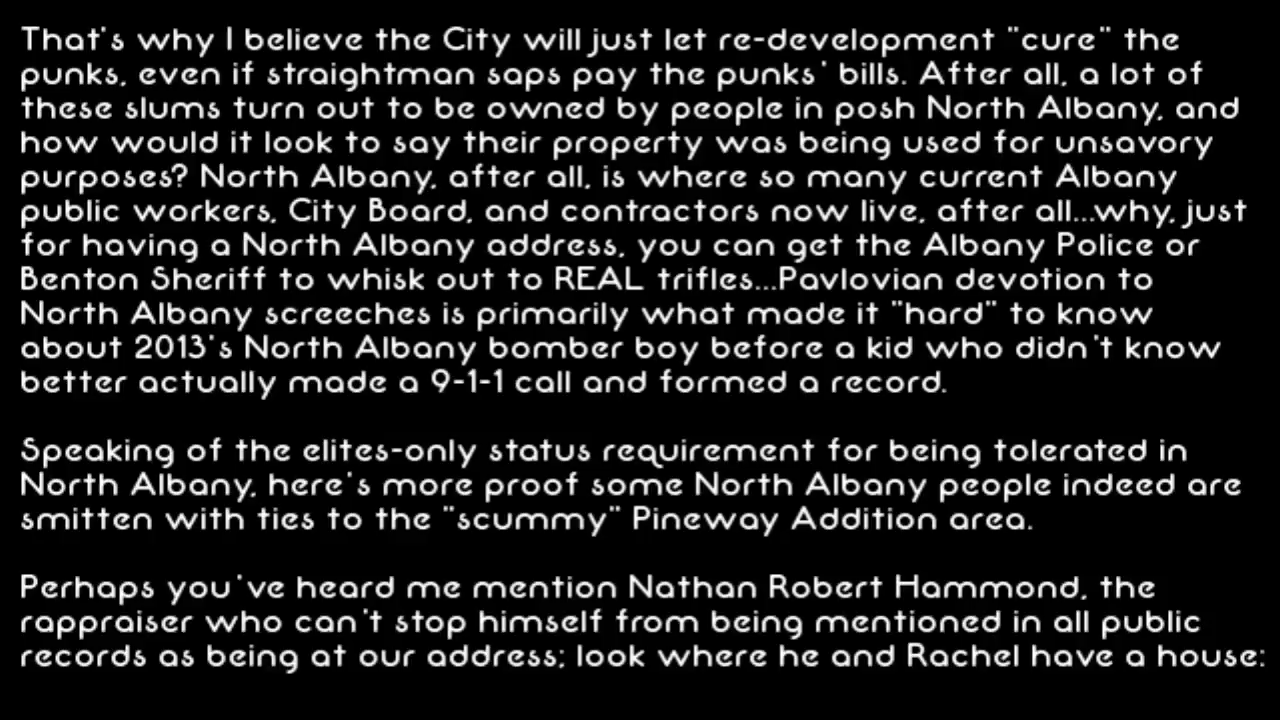 That's why I believe the City will just let re-development "cure" the
punks, even if straightman saps pay the punks' bills. After all, a lot of
these slums turn out to be owned by people in posh North Albany, and
how would it look to say their property was being used for unsavory
purposes? North Albany, after all, is where so many current Albany
public workers, City Board, and contractors now live, after all...why, just
for having a North Albany address, you can get the Albany Police or
Benton Sheriff to whisk out to REAL trifles...Pavlovian devotion to
North Albany screeches is primarily what made it "hard" to know
about 2013's North Albany bomber boy before a kid who didn't know
better actually made a 9-1-1 call and formed a record.
Speaking of the elites-only status requirement for being tolerated in
North Albany, here's more proof some North Albany people indeed are
smitten with ties to the "scummy" Pineway Addition area.
Perhaps you've heard me mention Nathan Robert Hammond, the
rappraiser who can't stop himself from being mentioned in all public
records as being at our address; look where he and Rachel have a house: